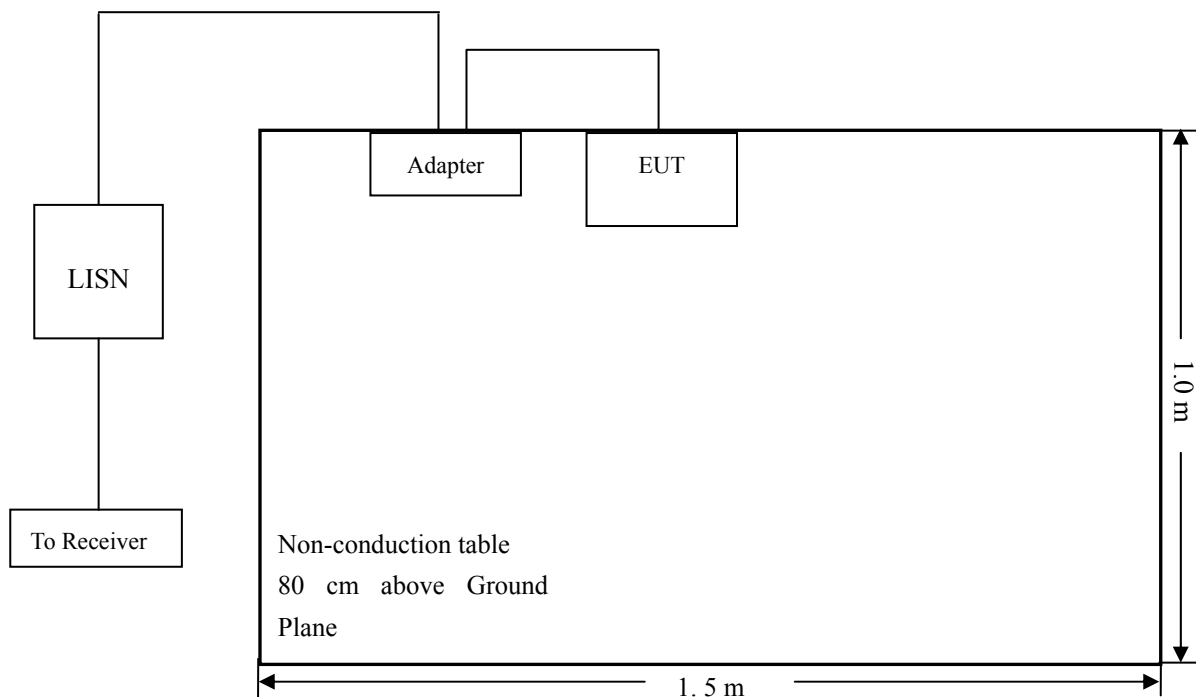 Adapter
EUT
LISN
1.0 m
To Receiver
Non-conduction table
80 cm above Ground
Plane
1. 5 m